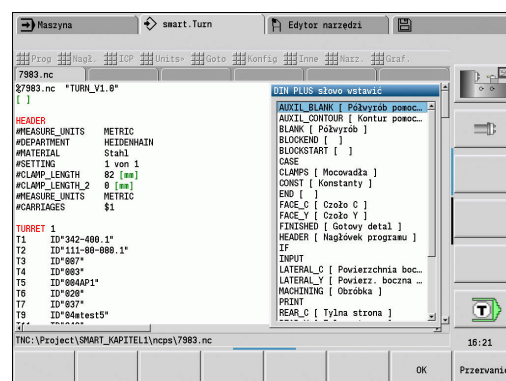 Maszyna
smart.Turn
Edytor narzędzi
Prog Nagł. ICP Units» Goto Konfig Inne Narz. Graf.
7983.nc
%7983.nc "TURN_V1.0"
[ ]
HEADER
#MEASURE_UNITS METRIC
#DEPARTMENT HEIDENHAIN
#MATERIAL Stahl
#SETTING 1 von 1
#CLAMP_LENGTH 82 [mm]
#CLAMP_LENGTH_2 0 [mm]
#MEASURE_UNITS METRIC
#CARRIAGES $1
TURRET 1
T1 ID"342-400.1"
T2 ID"111-80-080.1"
T3 ID"007"
T4 ID"003"
T5 ID"004AP1"
T6 ID"020"
T7 ID"037"
T9 ID"04mtest5"
DIN PLUS słowo wstawić
AUXIL_BLANK [ Półwyrób pomoc…
AUXIL_CONTOUR [ Kontur pomoc…
BLANK [ Półwyrób ]
BLOCKEND [ ]
BLOCKSTART [ ]
CASE
CLAMPS [ Mocowadła ]
CONST [ Konstanty ]
END [ ]
FACE_C [ Czoło C ]
FACE_Y [ Czoło Y ]
FINISHED [ Gotowy detal ]
HEADER [ Nagłówek programu ]
IF
INPUT
LATERAL_C [ Powierzchnia boc…
LATERAL_Y [ Powierz. boczna …
MACHINING [ Obróbka ]
PRINT
REAR_C [ Tylna strona ]
TNC:\Project\SMART_KAPITEL1\ncps\7983.nc
T
16:21
OK
Przerwanie